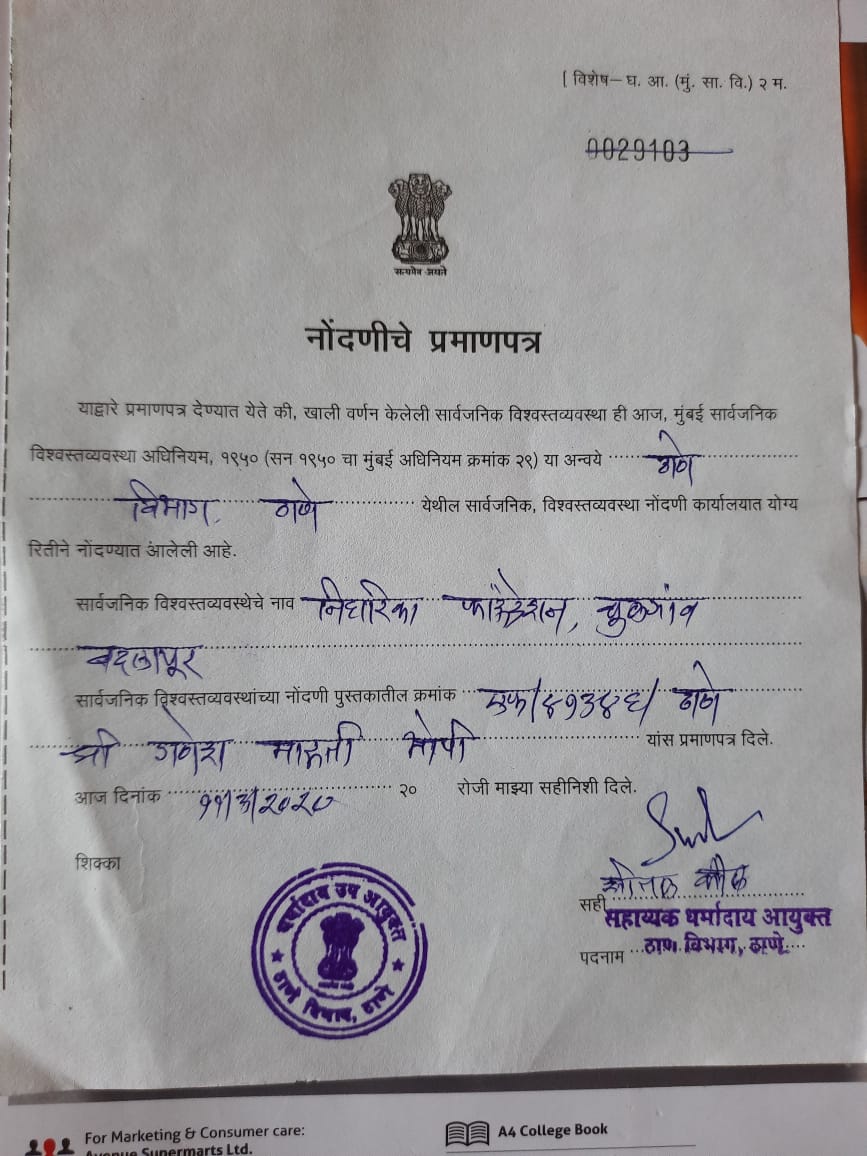 [ विशेष—घ. आ. (मुं. सा. वि.) २ म.
0029103
सत्यमेव जयते
नोंदणीचे प्रमाणपत्र
याद्वारे प्रमाणपत्र देण्यात येते की, खाली वर्णन केलेली सार्वजनिक विश्वस्तव्यवस्था ही आज, मुंबई सार्वजनिक
विश्वस्तव्यवस्था अधिनियम, १९५० (सन १९५० चा मुंबई अधिनियम क्रमांक २९) या अन्वये ठाणे
विभाग, ठाणे येथील सार्वजनिक, विश्वस्तव्यवस्था नोंदणी कार्यालयात योग्य
रितीने नोंदण्यात आलेली आहे.
सार्वजनिक विश्वस्तव्यवस्थेचे नाव निधारिका फाऊंडेशन, कुळगांव
बदलापूर
सार्वजनिक विश्वस्तव्यवस्थांच्या नोंदणी पुस्तकातील क्रमांक एफ/४१३४६/ ठाणे
श्री गणेश मारुती भोपी यांस प्रमाणपत्र दिले.
आज दिनांक ११/३/२०२० २० रोजी माझ्या सहीनिशी दिले.
शिक्का
सही
सहाय्यक धर्मादाय आयुक्त
पदनाम ठाणे विभाग, ठाणे
धर्मादाय उप आयुक्त
ठाणे विभाग, ठाणे
For Marketing & Consumer care:
Avenue Supermarts Ltd.
A4 College Book